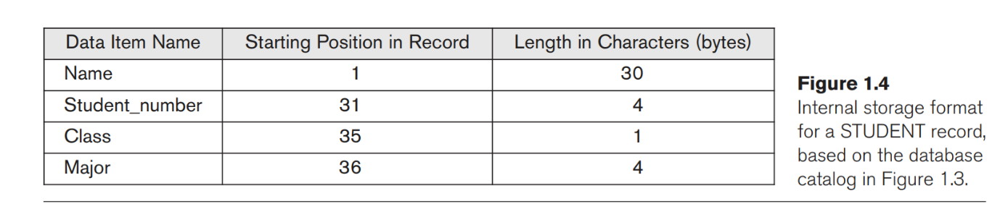 Data Item Name Starting Position in Record Length in Characters (bytes)
Name 1 30
Student_number 31 4
Class 35 1
Major 36 4
Figure 1.4
Internal storage format
for a STUDENT record,
based on the database
catalog in Figure 1.3.